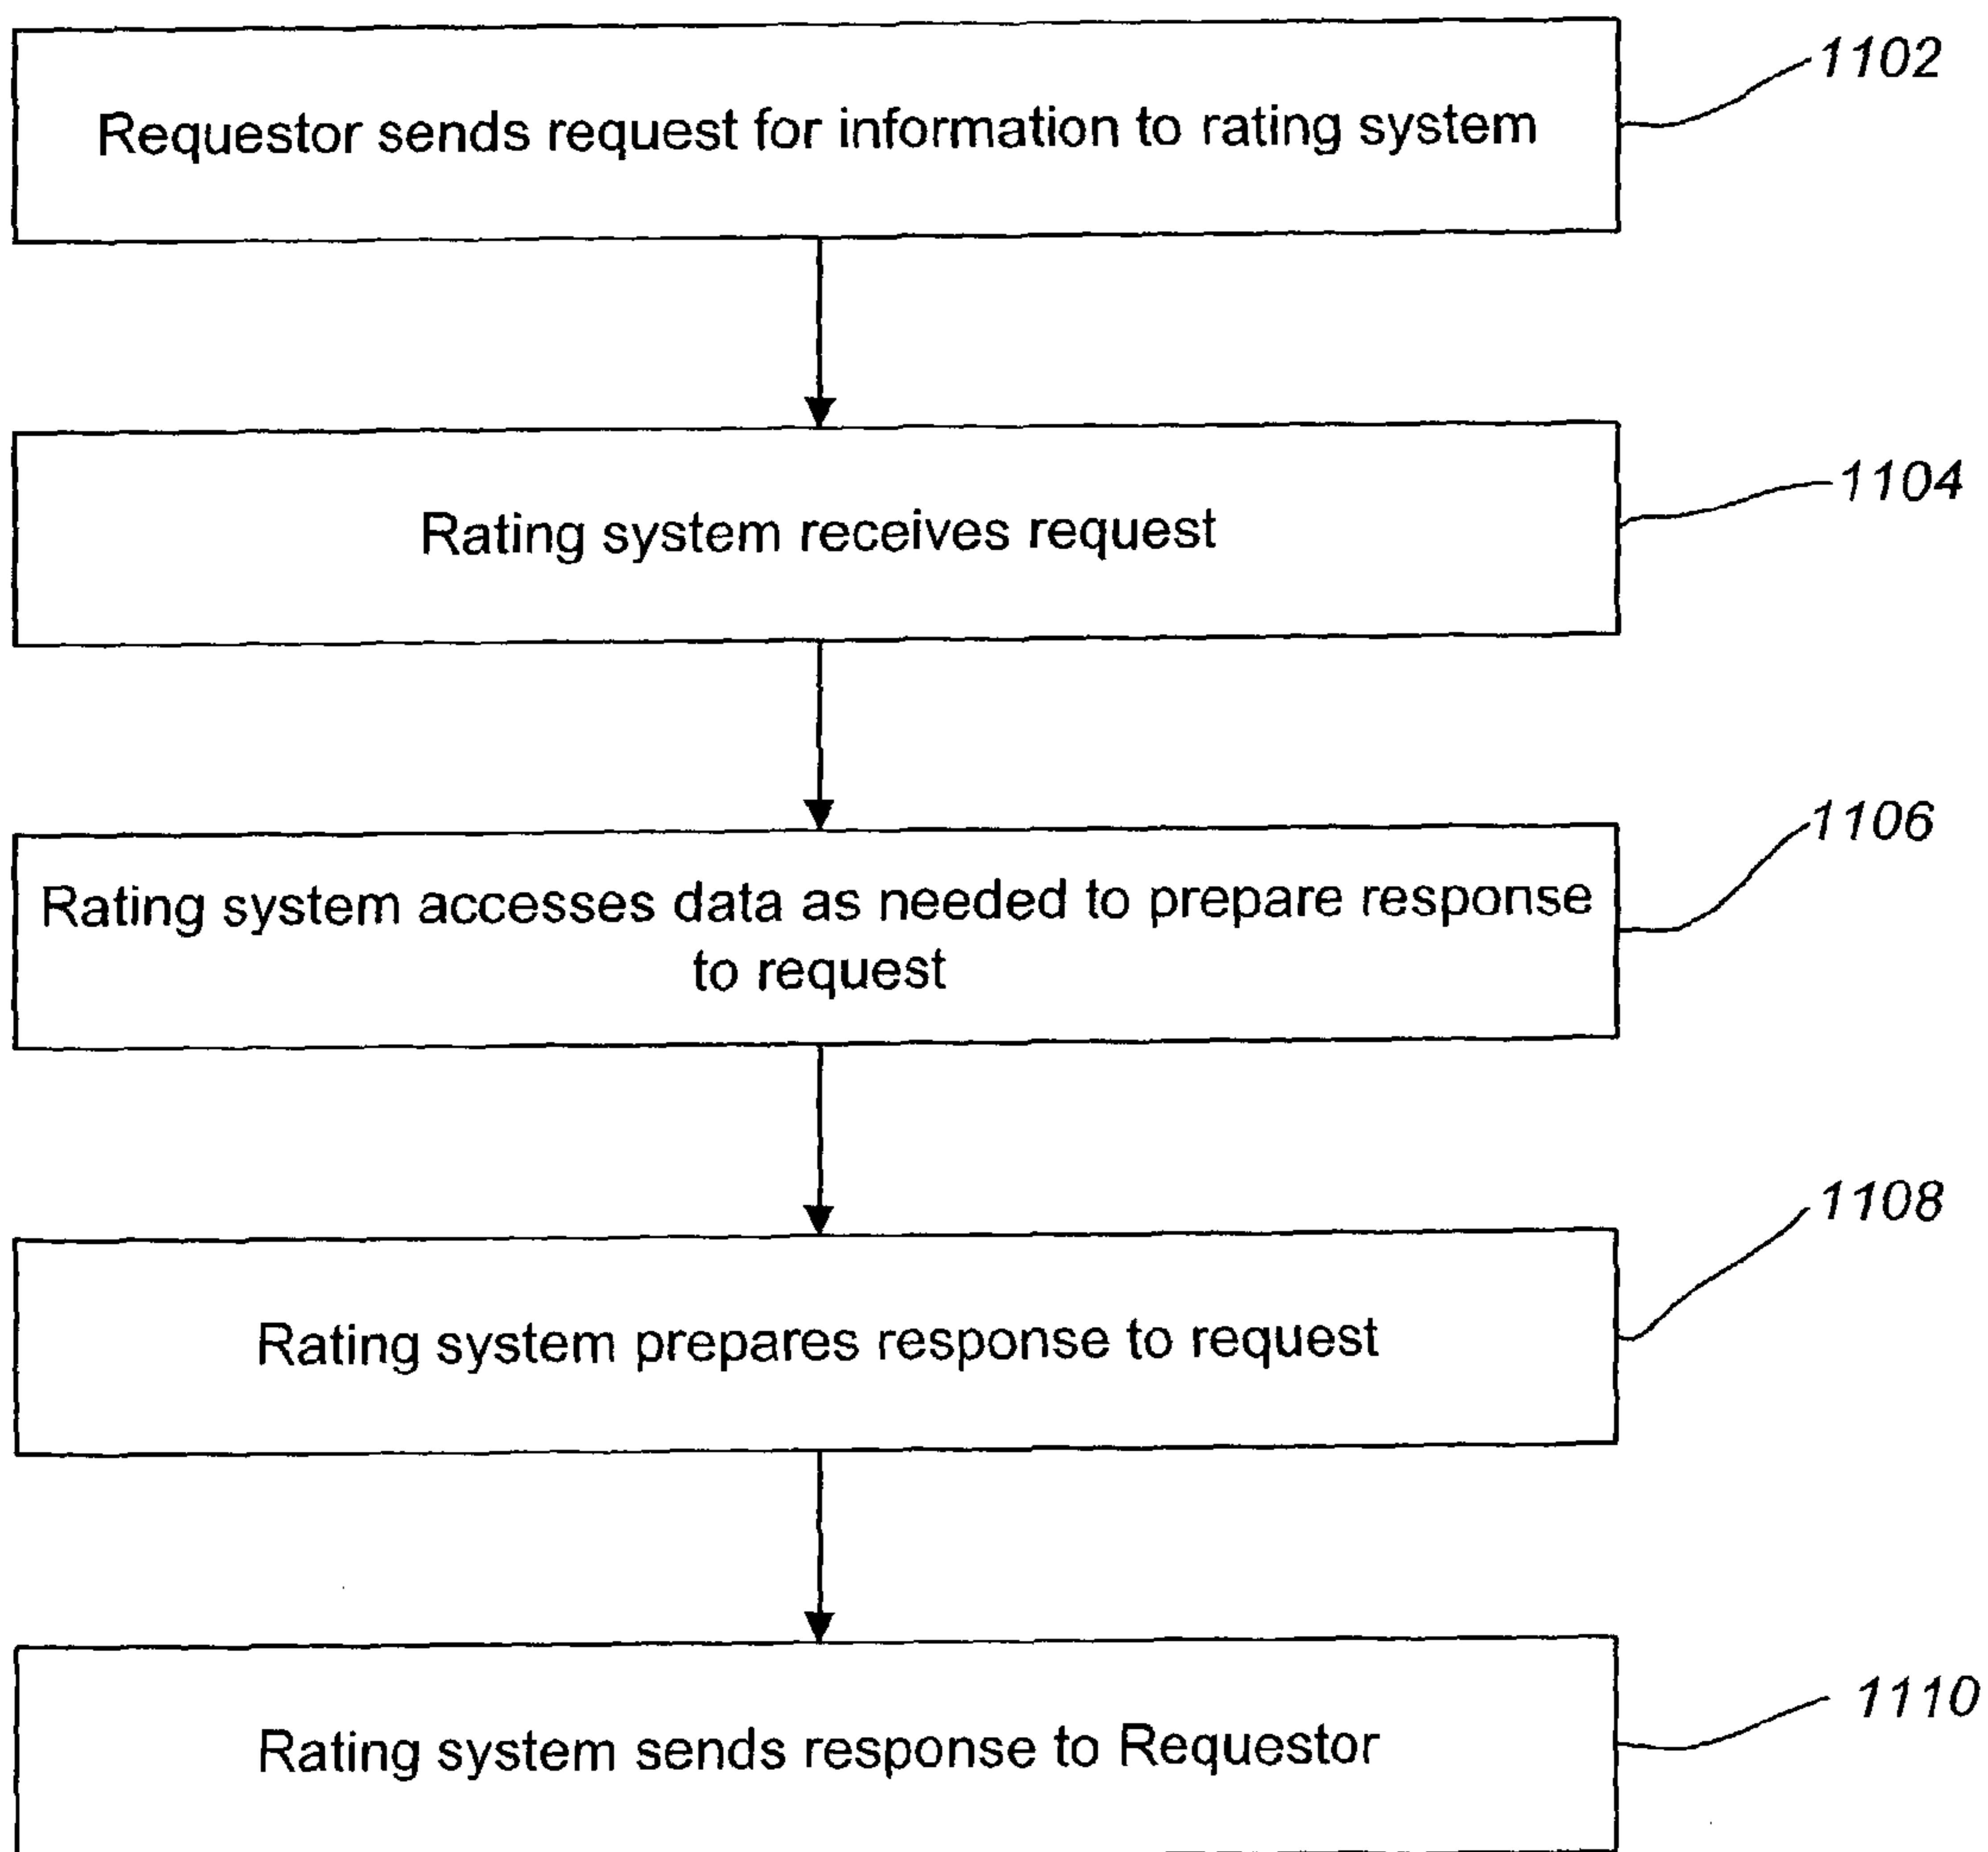 1102
Requestor sends request for information to rating system
1104
Rating system receives request
1106
Rating system accesses data as needed to prepare response
to request
1108
Rating system prepares response to request
1110
Rating system sends response to Requestor